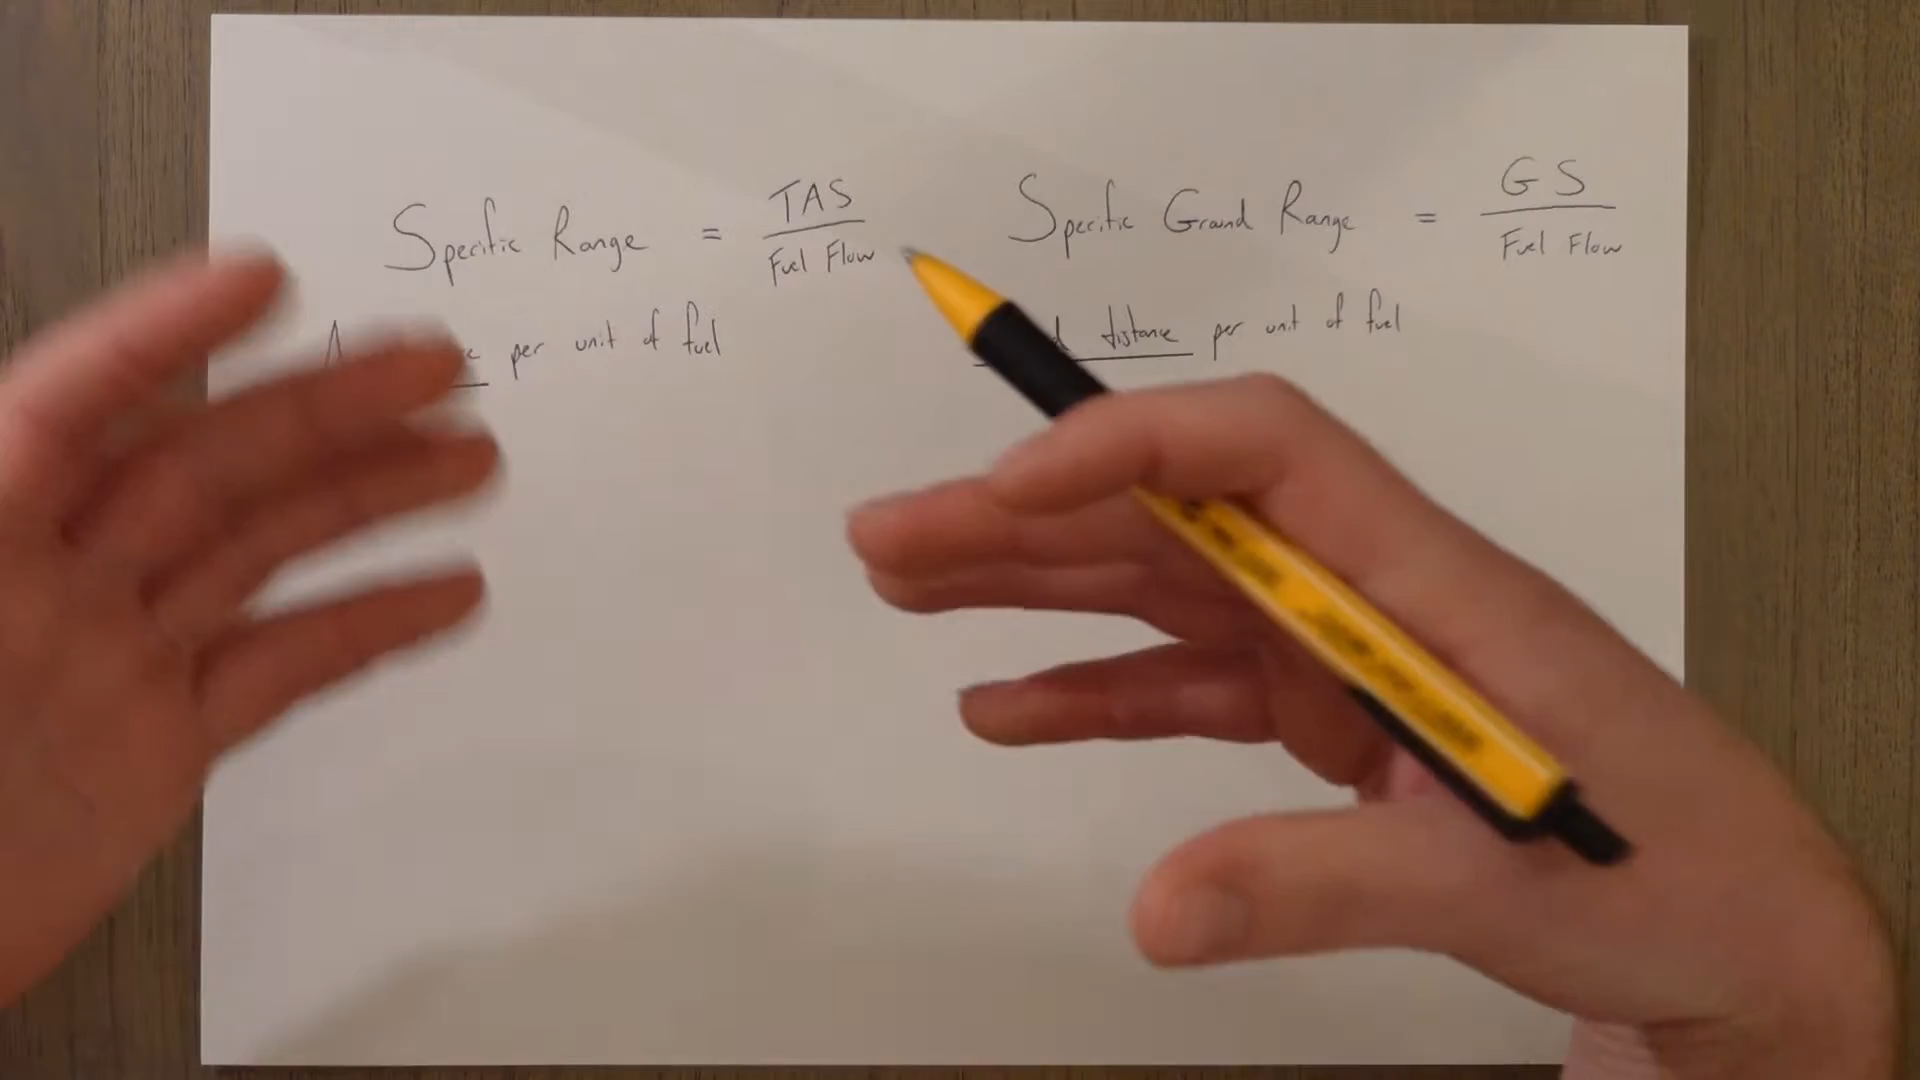 Specific Range = TAS / Fuel Flow
per unit of fuel
Specific Ground Range = GS / Fuel Flow
distance per unit of fuel